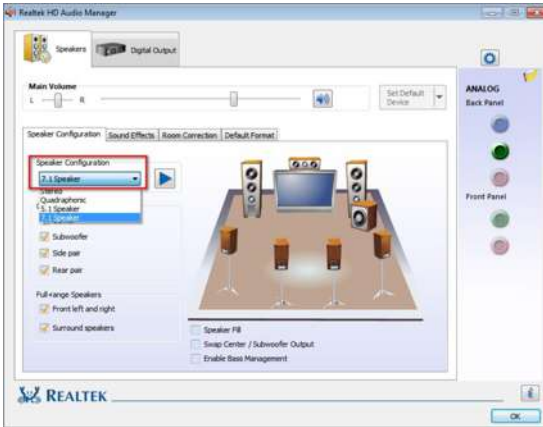 Realtek HD Audio Manager
Speakers
Digital Output
Main Volume
L
R
Set Default
Device
ANALOG
Back Panel
Front Panel
Speaker Configuration
Sound Effects
Room Correction
Default Format
Speaker Configuration
7.1 Speaker
Stereo
Quadraphonic
5.1 Speaker
7.1 Speaker
Subwoofer
Side pair
Rear pair
Full-range Speakers
Front left and right
Surround speakers
Speaker Fill
Swap Center / Subwoofer Output
Enable Bass Management
REALTEK
i
OK